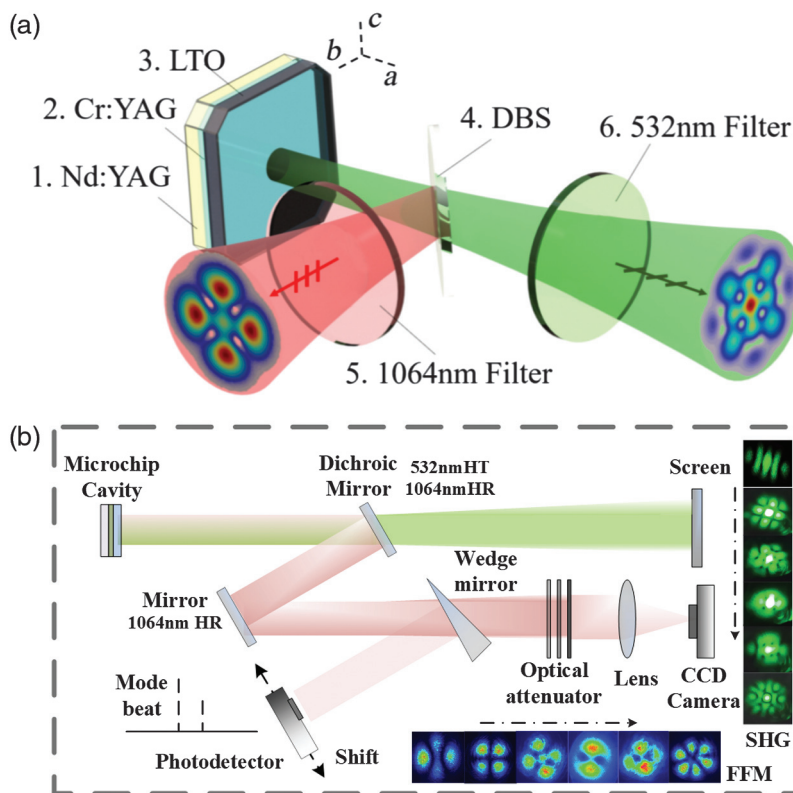 (a)
c
b
a
3. LTO
2. Cr:YAG
1. Nd:YAG
4. DBS
6. 532nm Filter
5. 1064nm Filter
(b)
Microchip
Cavity
Dichroic
Mirror
532nmHT
1064nmHR
Screen
Wedge
mirror
Mirror
1064nm HR
Optical
attenuator
Lens
CCD
Camera
Mode
beat
Photodetector
Shift
SHG
FFM